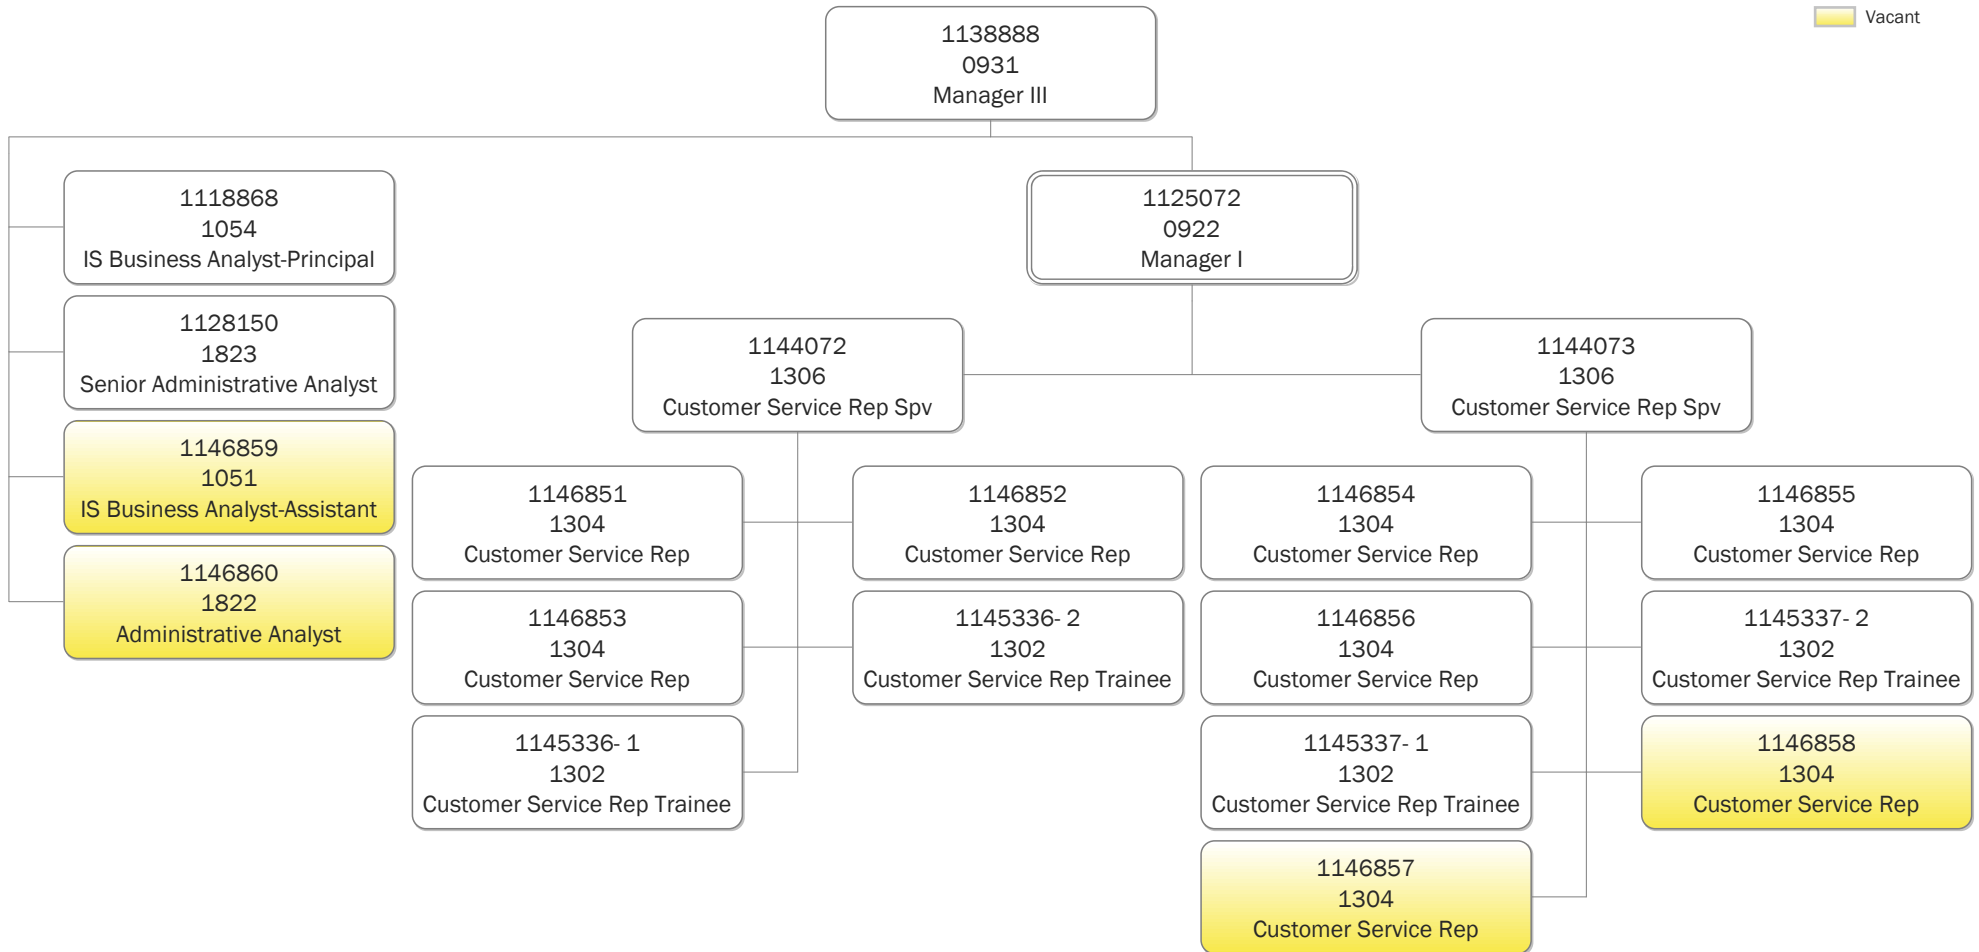 Vacant
1138888
0931
Manager III
1118868
1054
IS Business Analyst-Principal
1125072
0922
Manager I
1128150
1823
Senior Administrative Analyst
1144072
1306
Customer Service Rep Spv
1144073
1306
Customer Service Rep Spv
1146859
1051
IS Business Analyst-Assistant
1146860
1822
Administrative Analyst
1146851
1304
Customer Service Rep
1146852
1304
Customer Service Rep
1146853
1304
Customer Service Rep
1145336- 2
1302
Customer Service Rep Trainee
1145336- 1
1302
Customer Service Rep Trainee
1146854
1304
Customer Service Rep
1146855
1304
Customer Service Rep
1146856
1304
Customer Service Rep
1145337- 2
1302
Customer Service Rep Trainee
1145337- 1
1302
Customer Service Rep Trainee
1146858
1304
Customer Service Rep
1146857
1304
Customer Service Rep